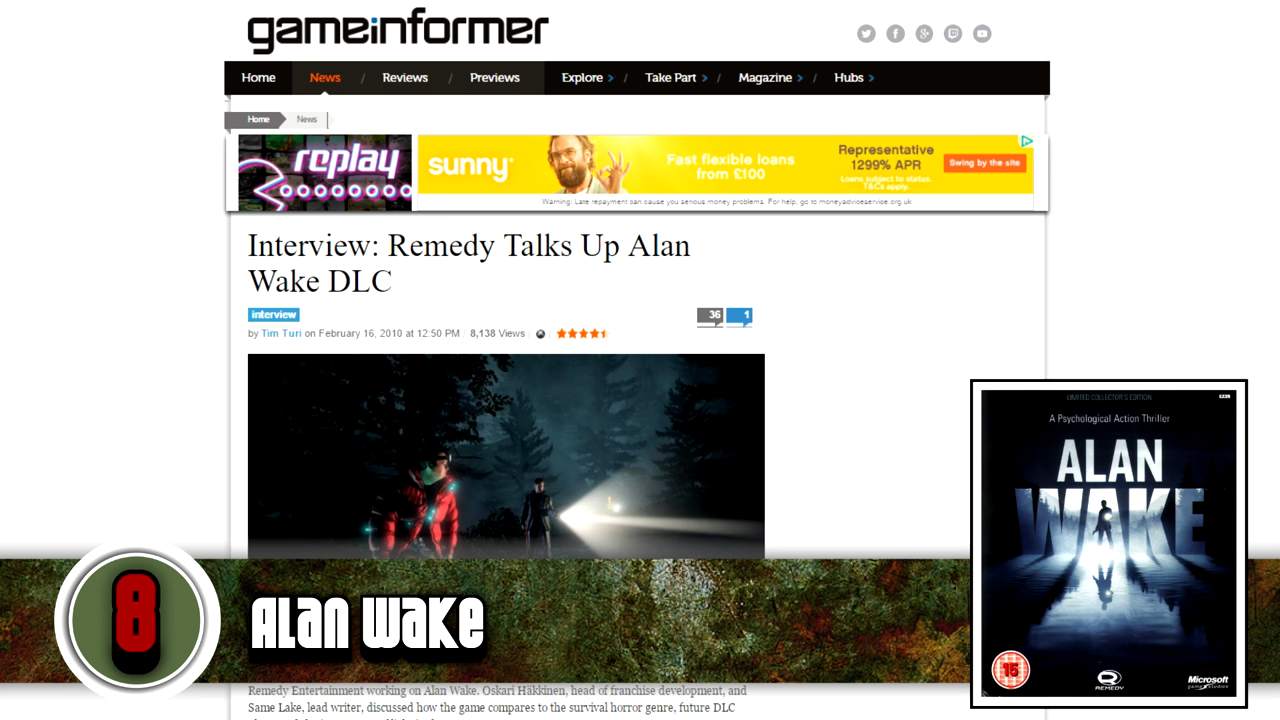 gameinformer
Home News / Reviews / Previews Explore / Take Part / Magazine / Hubs
Home News
replay
sunny
Fast flexible loans
from £100
Representative
1299% APR
Loans subject to status.
T&Cs apply.
Swing by the site
Warning: Late repayment can cause you serious money problems. For help, go to moneyadviceservice.org.uk
Interview: Remedy Talks Up Alan
Wake DLC
interview
36 1
by Tim Turi on February 16, 2010 at 12:50 PM 8,138 Views
LIMITED COLLECTOR'S EDITION
A Psychological Action Thriller
ALAN
WAKE
15
REMEDY
Microsoft
game studios
8
ALAN WAKE
Remedy Entertainment working on Alan Wake. Oskari Häkkinen, head of franchise development, and
Same Lake, lead writer, discussed how the game compares to the survival horror genre, future DLC